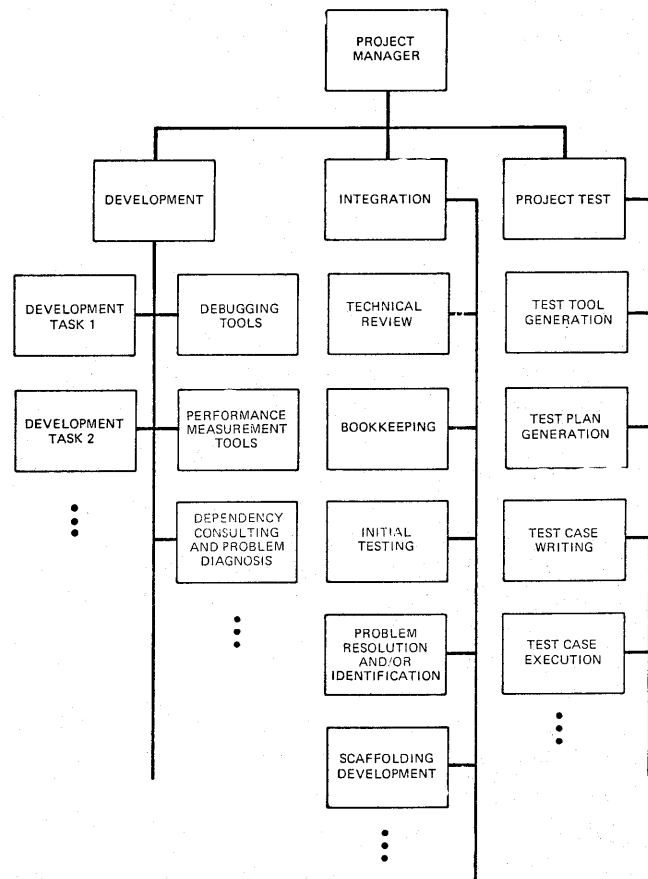 PROJECT
MANAGER
DEVELOPMENT
INTEGRATION
PROJECT TEST
DEVELOPMENT
TASK 1
DEBUGGING
TOOLS
TECHNICAL
REVIEW
TEST TOOL
GENERATION
DEVELOPMENT
TASK 2
PERFORMANCE
MEASUREMENT
TOOLS
BOOKKEEPING
TEST PLAN
GENERATION
DEPENDENCY
CONSULTING
AND PROBLEM
DIAGNOSIS
INITIAL
TESTING
TEST CASE
WRITING
PROBLEM
RESOLUTION
AND/OR
IDENTIFICATION
TEST CASE
EXECUTION
SCAFFOLDING
DEVELOPMENT